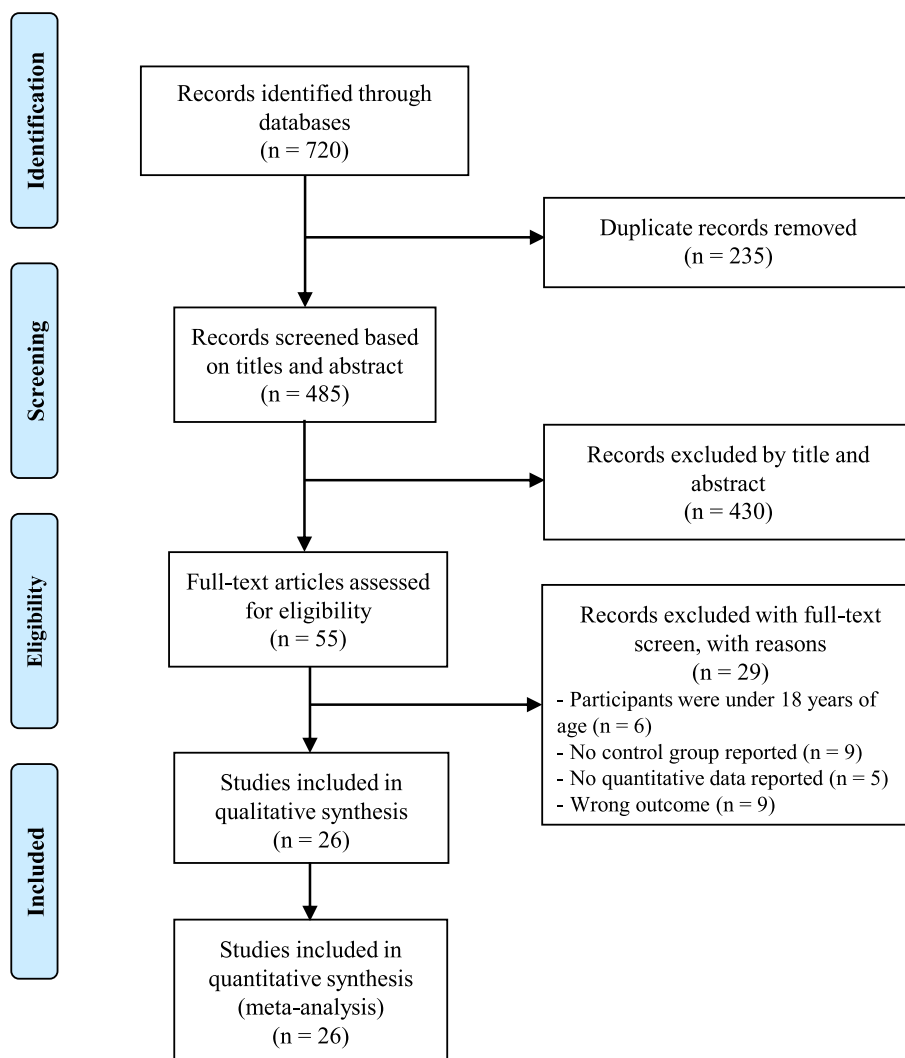 Identification
Records identified through
databases
(n = 720)
Duplicate records removed
(n = 235)
Screening
Records screened based
on titles and abstract
(n = 485)
Records excluded by title and
abstract
(n = 430)
Eligibility
Full-text articles assessed
for eligibility
(n = 55)
Records excluded with full-text
screen, with reasons
(n = 29)
- Participants were under 18 years of
age (n = 6)
- No control group reported (n = 9)
- No quantitative data reported (n = 5)
- Wrong outcome (n = 9)
Included
Studies included in
qualitative synthesis
(n = 26)
Studies included in
quantitative synthesis
(meta-analysis)
(n = 26)